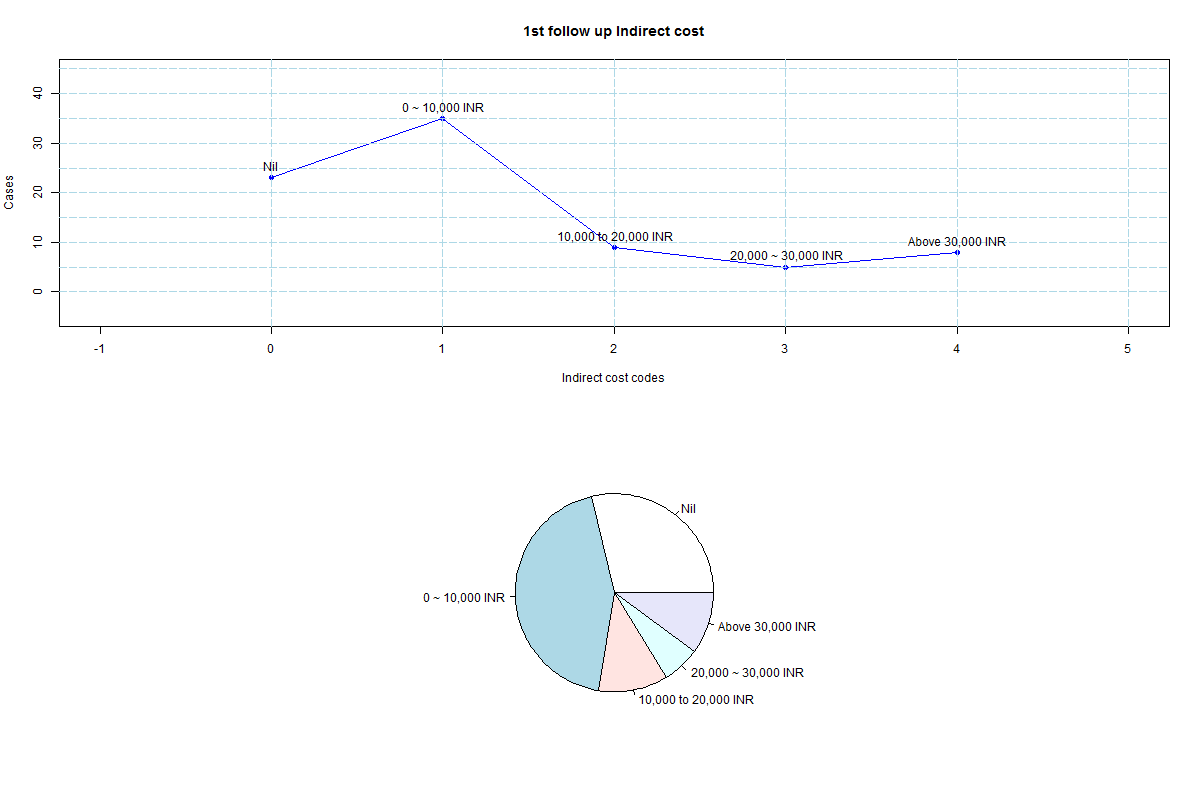 1st follow up Indirect cost
40
30
20
10
0
Cases
Nil
0 ~ 10,000 INR
10,000 to 20,000 INR
20,000 ~ 30,000 INR
Above 30,000 INR
-1 0 1 2 3 4 5
Indirect cost codes
Nil
0 ~ 10,000 INR
Above 30,000 INR
20,000 ~ 30,000 INR
10,000 to 20,000 INR